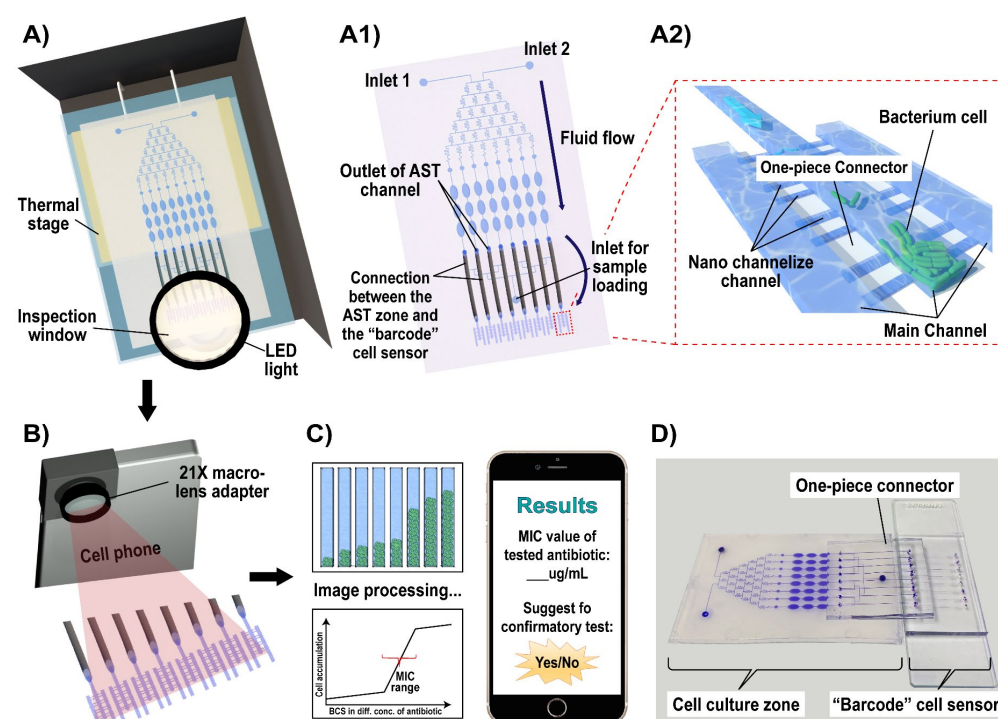 A)
Thermal
stage
Inspection
window
LED
light
A1)
Inlet 1
Inlet 2
Fluid flow
Outlet of AST
channel
Connection
between the
AST zone and
the “barcode”
cell sensor
Inlet for
sample
loading
A2)
Bacterium cell
One-piece Connector
Nano channelize
channel
Main Channel
B)
21X macro-
lens adapter
Cell phone
C)
Image processing...
Cell accumulation
MIC
range
BCS in diff. conc. of antibiotic
Results
MIC value of
tested antibiotic:
___ug/mL
Suggest fo
confirmatory test:
Yes/No
D)
One-piece connector
Cell culture zone
“Barcode” cell sensor